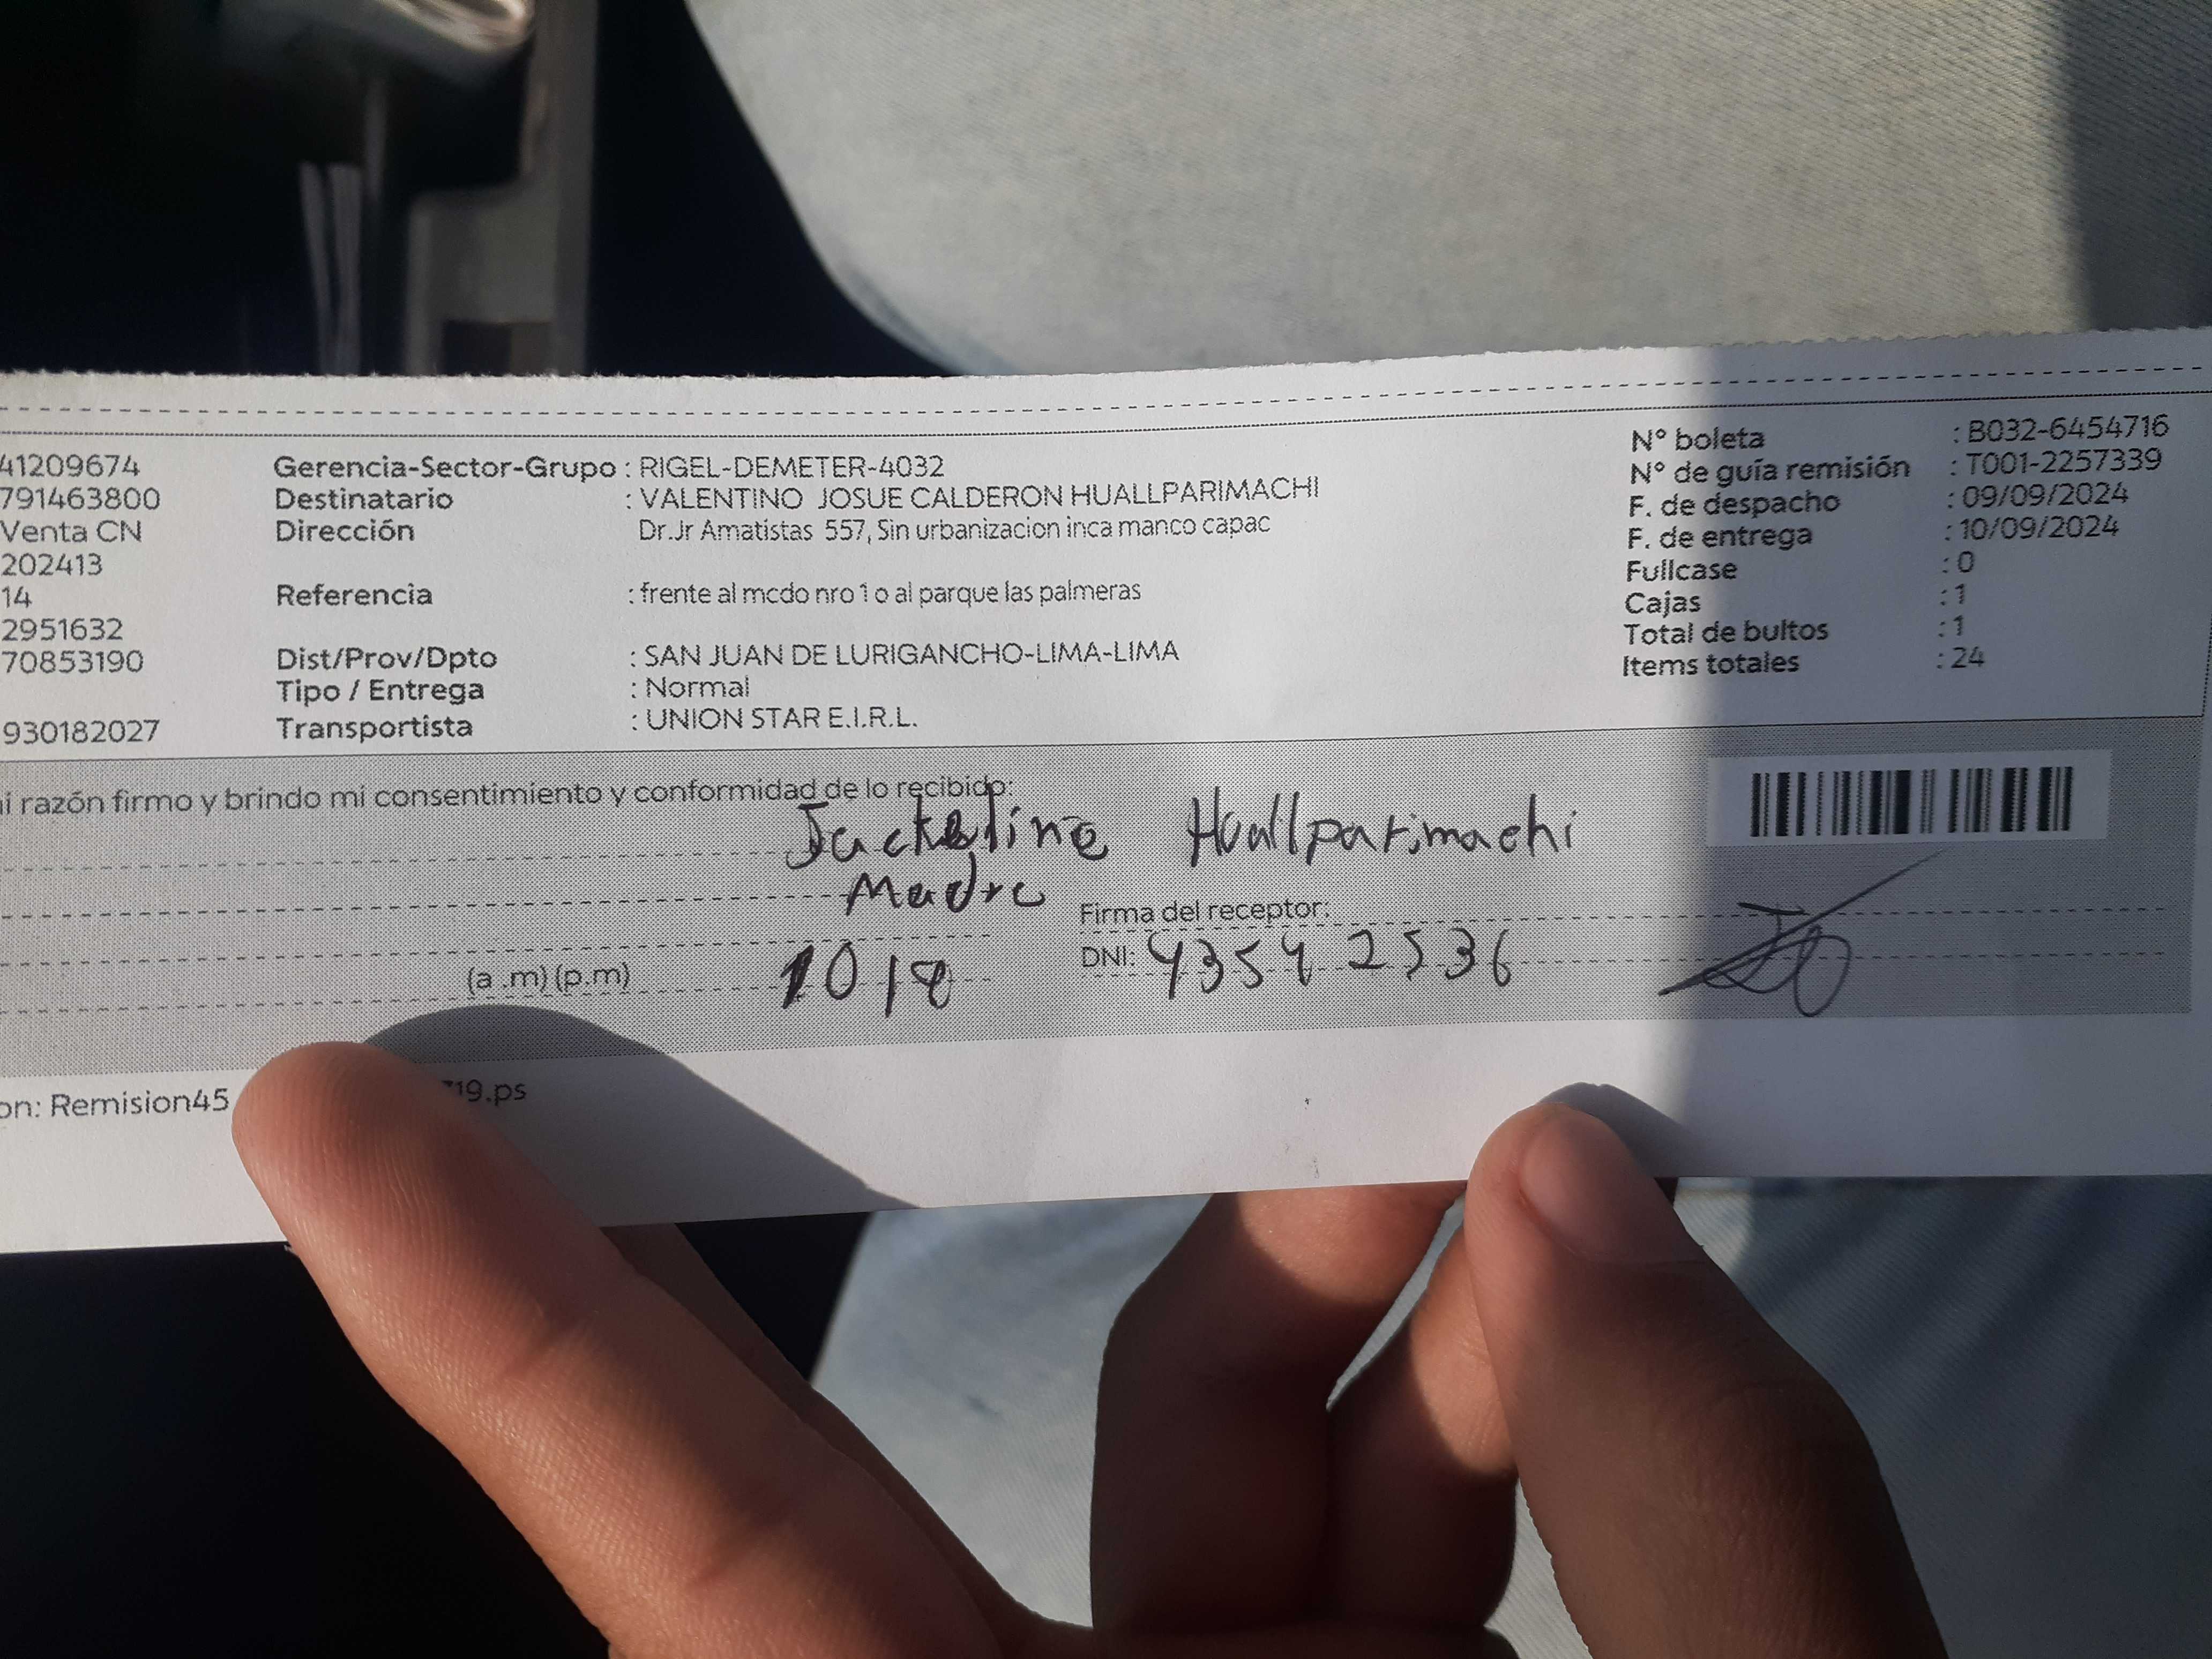 41209674 Gerencia-Sector-Grupo : RIGEL-DEMETER-4032 N° boleta : B032-6454716
791463800 Destinatario : VALENTINO JOSUE CALDERON HUALLPARIMACHI N° de guía remisión : T001-2257339
Venta CN Dirección Dr.Jr Amatistas 557, Sin urbanizacion inca manco capac F. de despacho : 09/09/2024
202413 F. de entrega : 10/09/2024
14 Referencia : frente al mcdo nro 1 o al parque las palmeras Fullcase : 0
2951632 Cajas : 1
70853190 Dist/Prov/Dpto : SAN JUAN DE LURIGANCHO-LIMA-LIMA Total de bultos : 1
Tipo / Entrega : Normal Items totales : 24
930182027 Transportista : UNION STAR E.I.R.L.
razón firmo y brindo mi consentimiento y conformidad de lo recibido:
Jackeline Huallparimachi
Madre Firma del receptor:
(a .m) (p.m) 10 18 DNI: 43542536
on: Remision45 19.ps